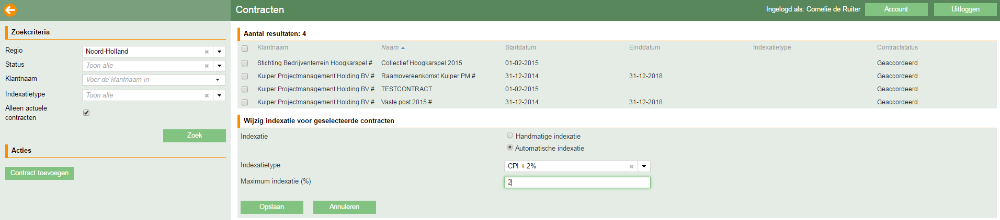 Contracten
Ingelogd als: Cornelie de Ruiter
Account
Uitloggen
Zoekcriteria
Regio
Noord-Holland
Status
Toon alle
Klantnaam
Voer de klantnaam in
Indexatietype
Toon alle
Alleen actuele
contracten
Zoek
Acties
Contract toevoegen
Aantal resultaten: 4
Klantnaam Naam Startdatum Einddatum Indexatietype Contractstatus
Stichting Bedrijventerrein Hoogkarspel # Collectief Hoogkarspel 2015 01-02-2015 Geaccordeerd
Kuiper Projectmanagement Holding BV # Raamovereenkomst Kuiper PM # 31-12-2014 31-12-2018 Geaccordeerd
Kuiper Projectmanagement Holding BV # TESTCONTRACT 01-02-2015 Geaccordeerd
Kuiper Projectmanagement Holding BV # Vaste post 2015 # 31-12-2014 31-12-2018 Geaccordeerd
Wijzig indexatie voor geselecteerde contracten
Indexatie
Handmatige indexatie
Automatische indexatie
Indexatietype
CPI + 2%
Maximum indexatie (%)
2
Opslaan
Annuleren